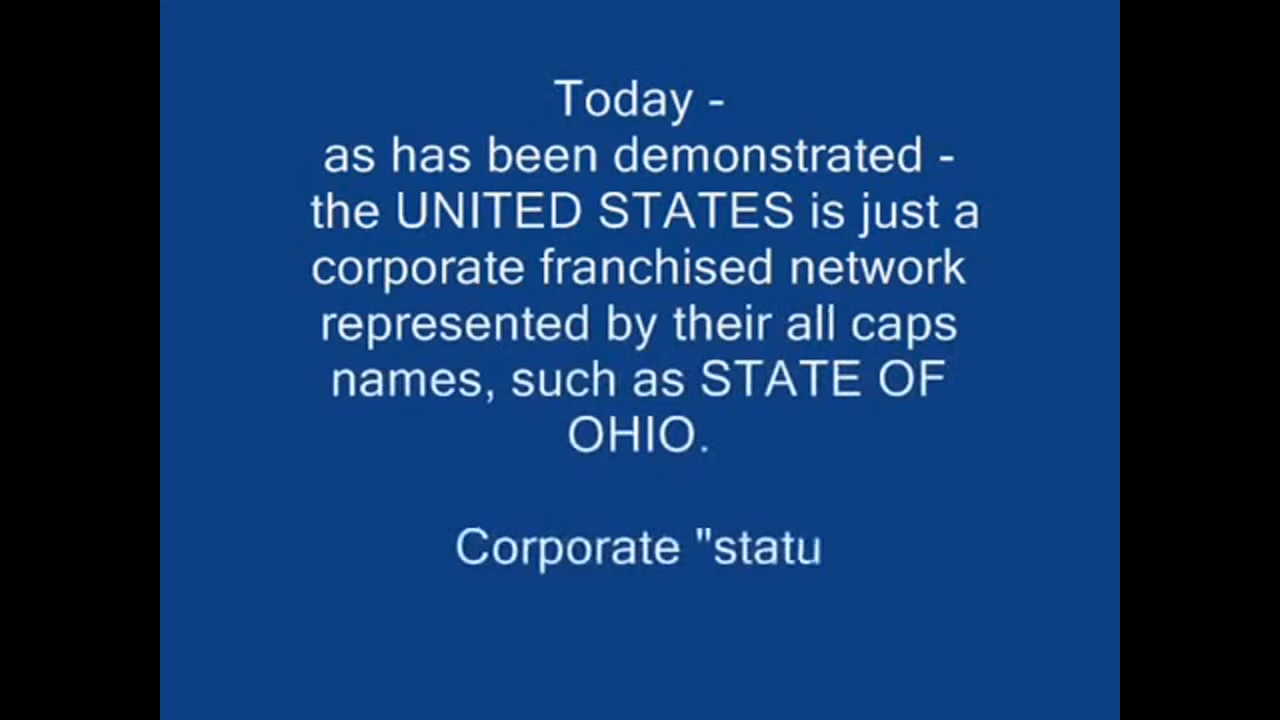 Today -
as has been demonstrated -
the UNITED STATES is just a
corporate franchised network
represented by their all caps
names, such as STATE OF
OHIO.
Corporate "statu